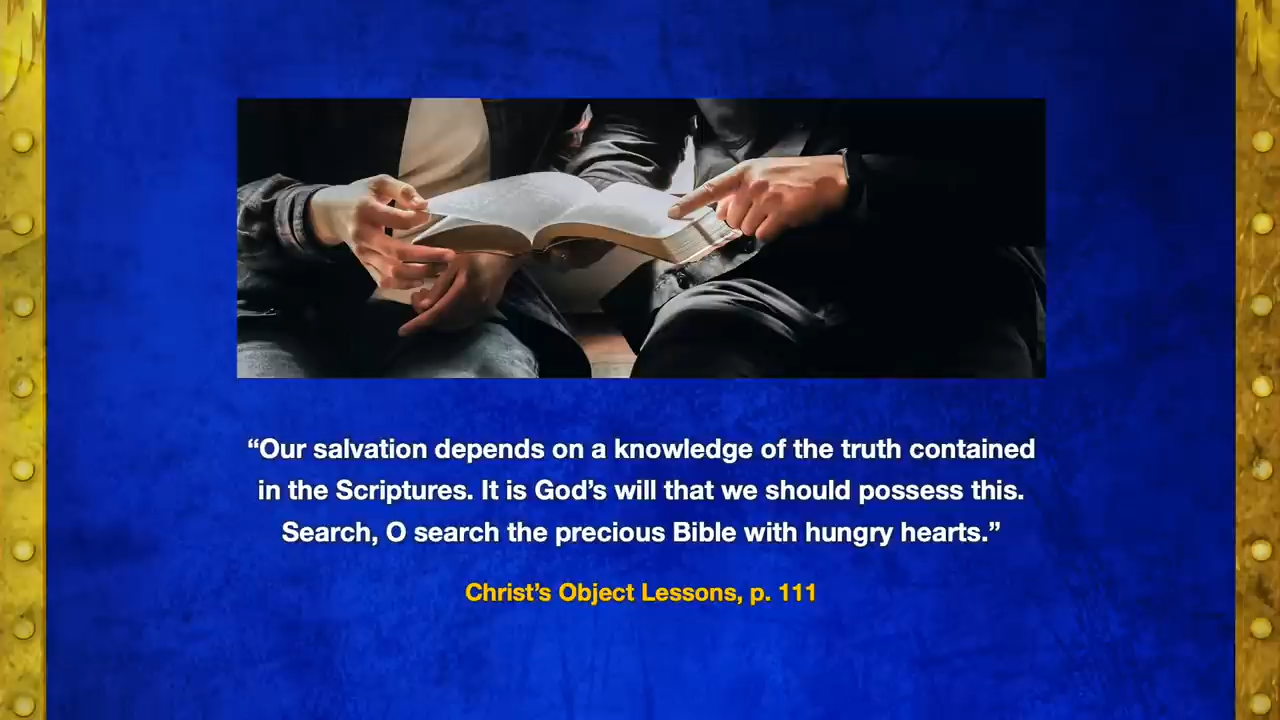 “Our salvation depends on a knowledge of the truth contained
in the Scriptures. It is God’s will that we should possess this.
Search, O search the precious Bible with hungry hearts.”
Christ’s Object Lessons, p. 111